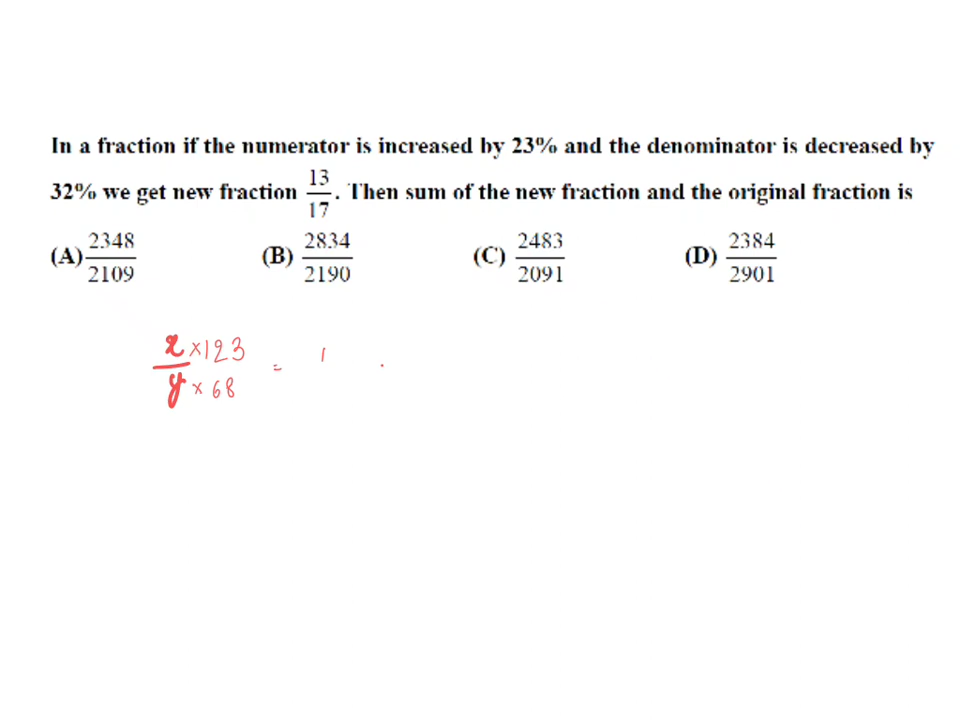 In a fraction if the numerator is increased by 23% and the denominator is decreased by
32% we get new fraction 13/17. Then sum of the new fraction and the original fraction is
(A) 2348/2109 (B) 2834/2190 (C) 2483/2091 (D) 2384/2901
x×123
y×68 = 1